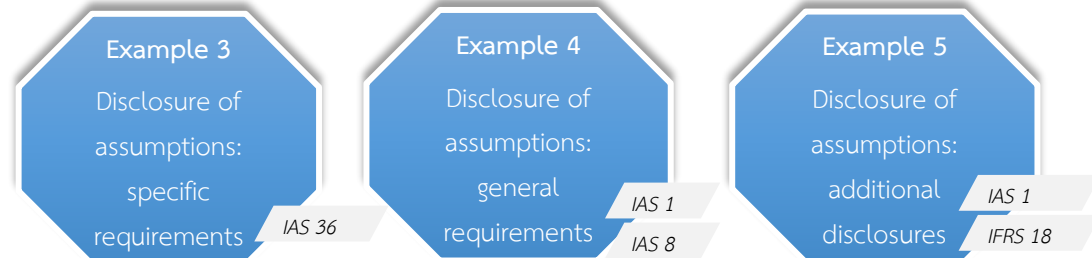 Example 3
Disclosure of
assumptions:
specific
requirements
IAS 36
Example 4
Disclosure of
assumptions:
general
requirements
IAS 1
IAS 8
Example 5
Disclosure of
assumptions:
additional
disclosures
IAS 1
IFRS 18